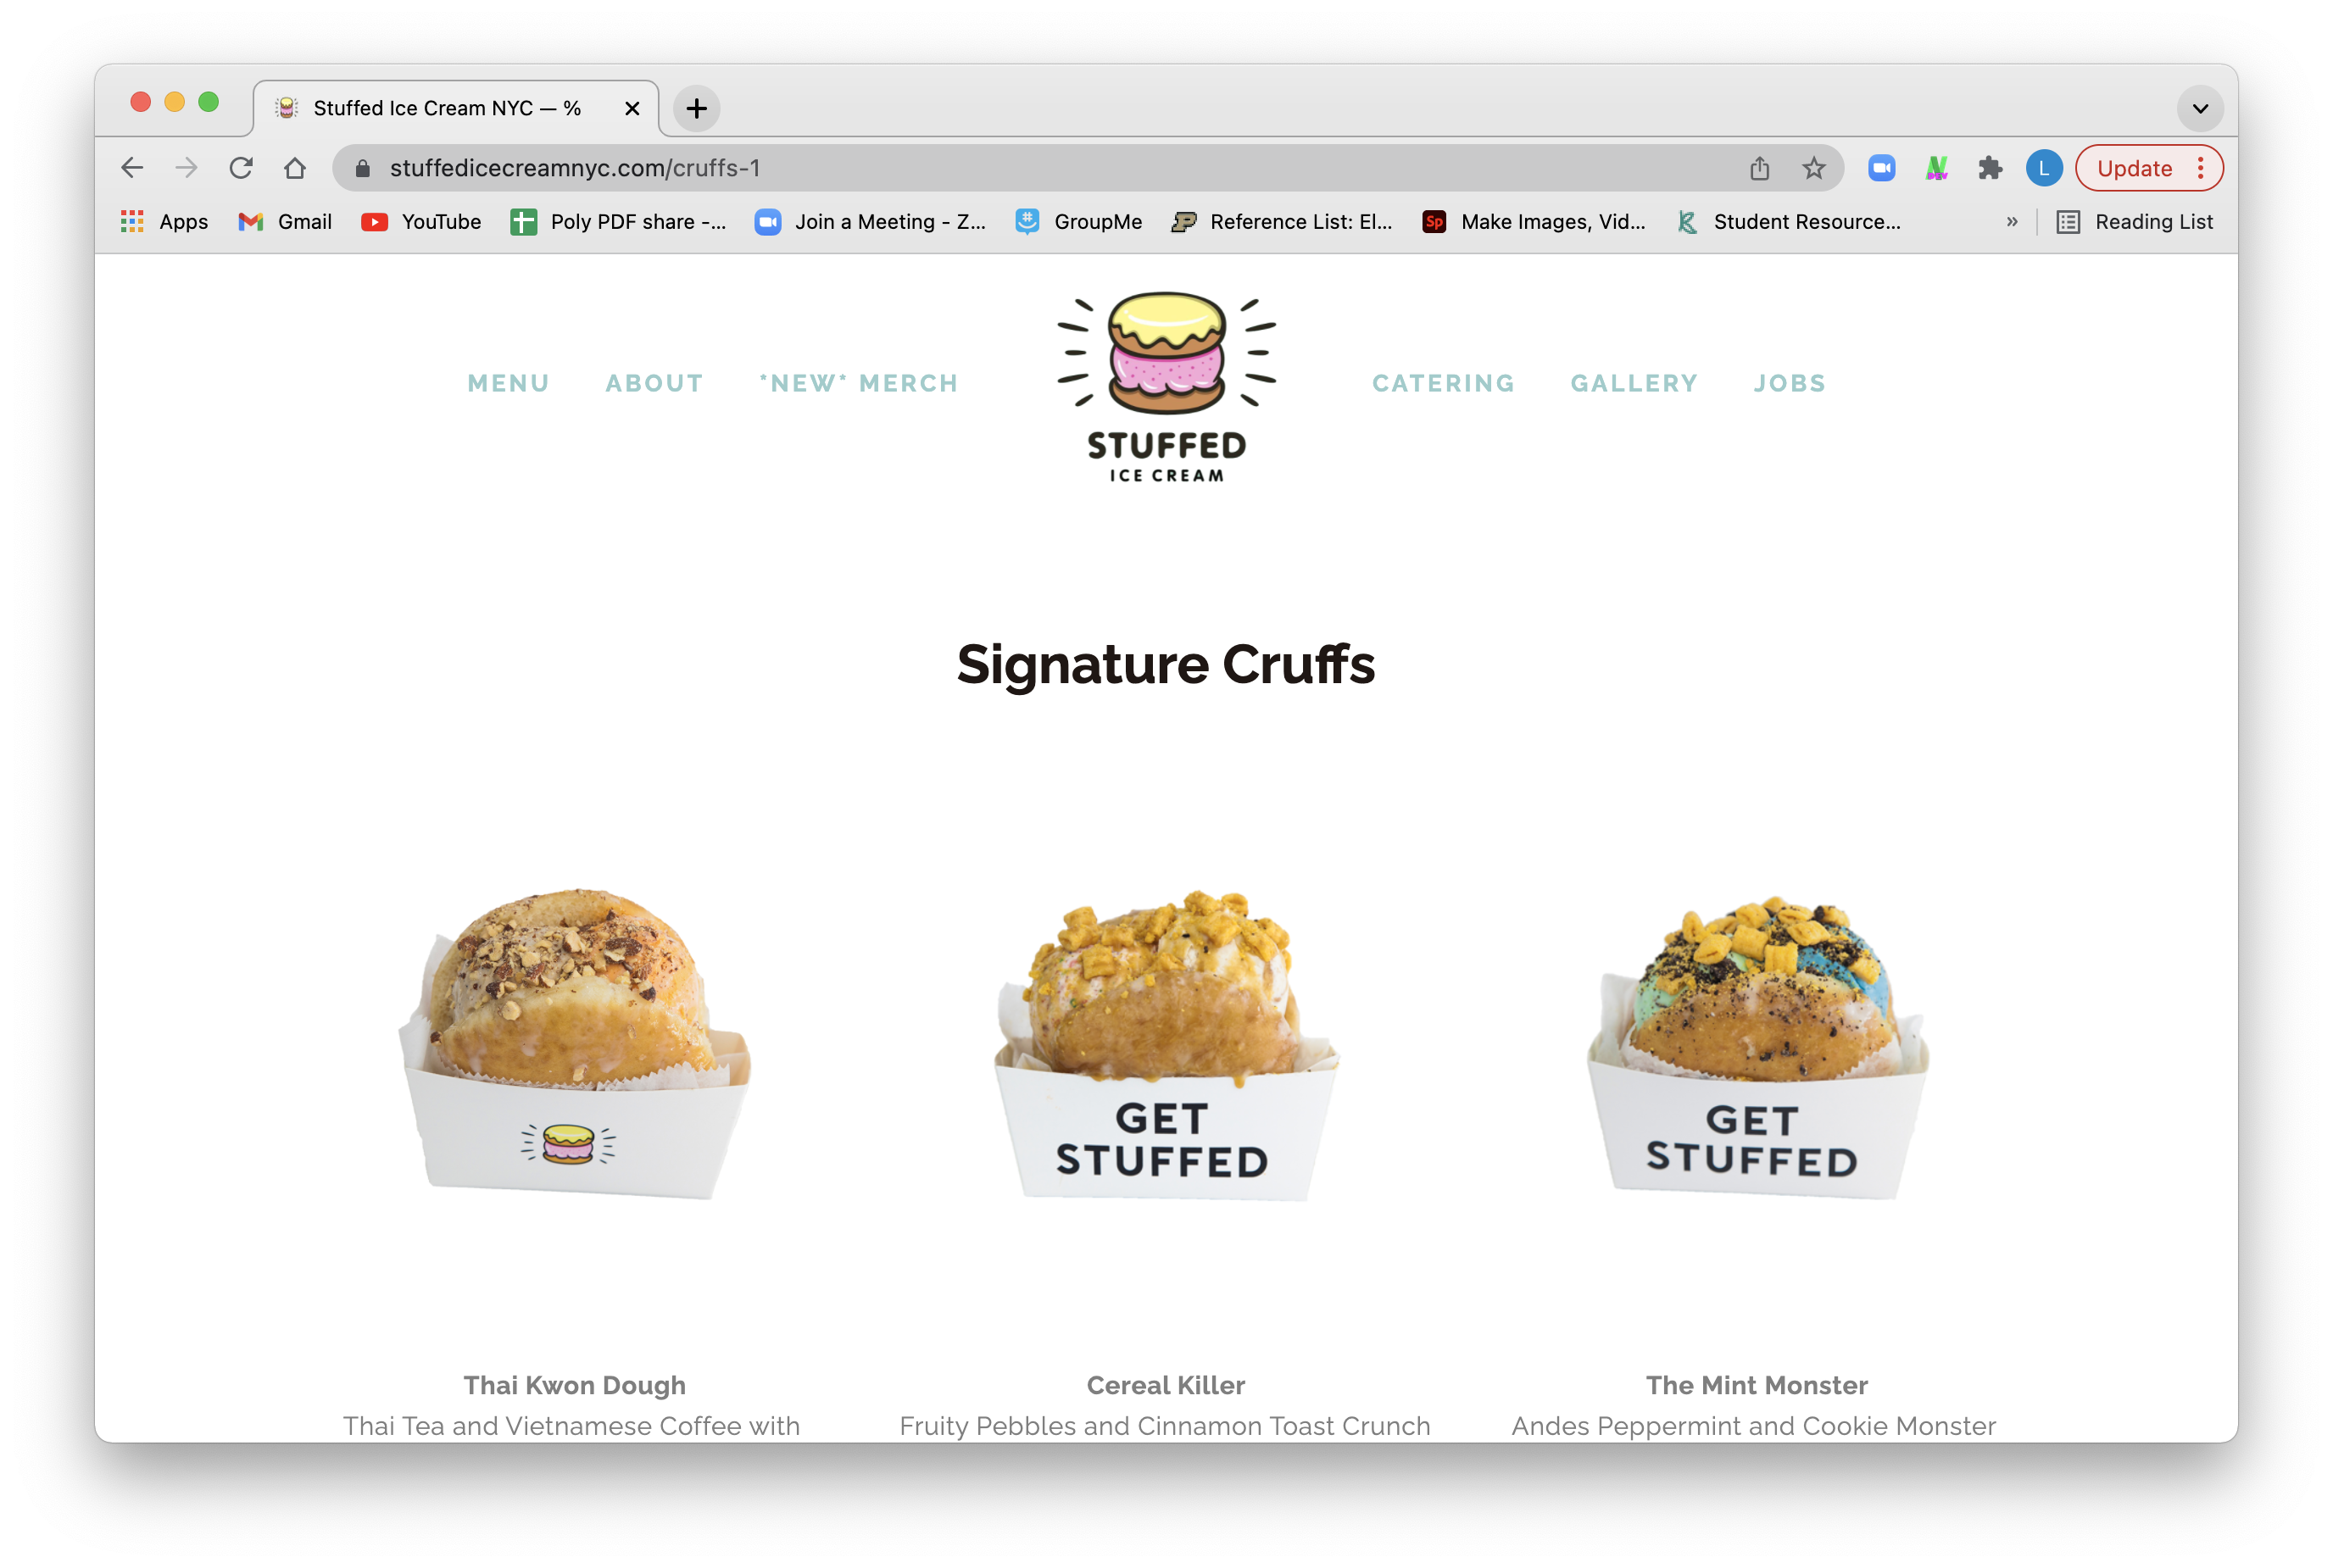 Stuffed Ice Cream NYC — %
stuffedicecreamnyc.com/cruffs-1
L
Update
Apps
Gmail
YouTube
Poly PDF share -...
Join a Meeting - Z...
GroupMe
Reference List: El...
Sp
Make Images, Vid...
Student Resource...
»
Reading List
MENU
ABOUT
*NEW* MERCH
STUFFED
ICE CREAM
CATERING
GALLERY
JOBS
Signature Cruffs
GET
STUFFED
GET
STUFFED
Thai Kwon Dough
Thai Tea and Vietnamese Coffee with
Cereal Killer
Fruity Pebbles and Cinnamon Toast Crunch
The Mint Monster
Andes Peppermint and Cookie Monster